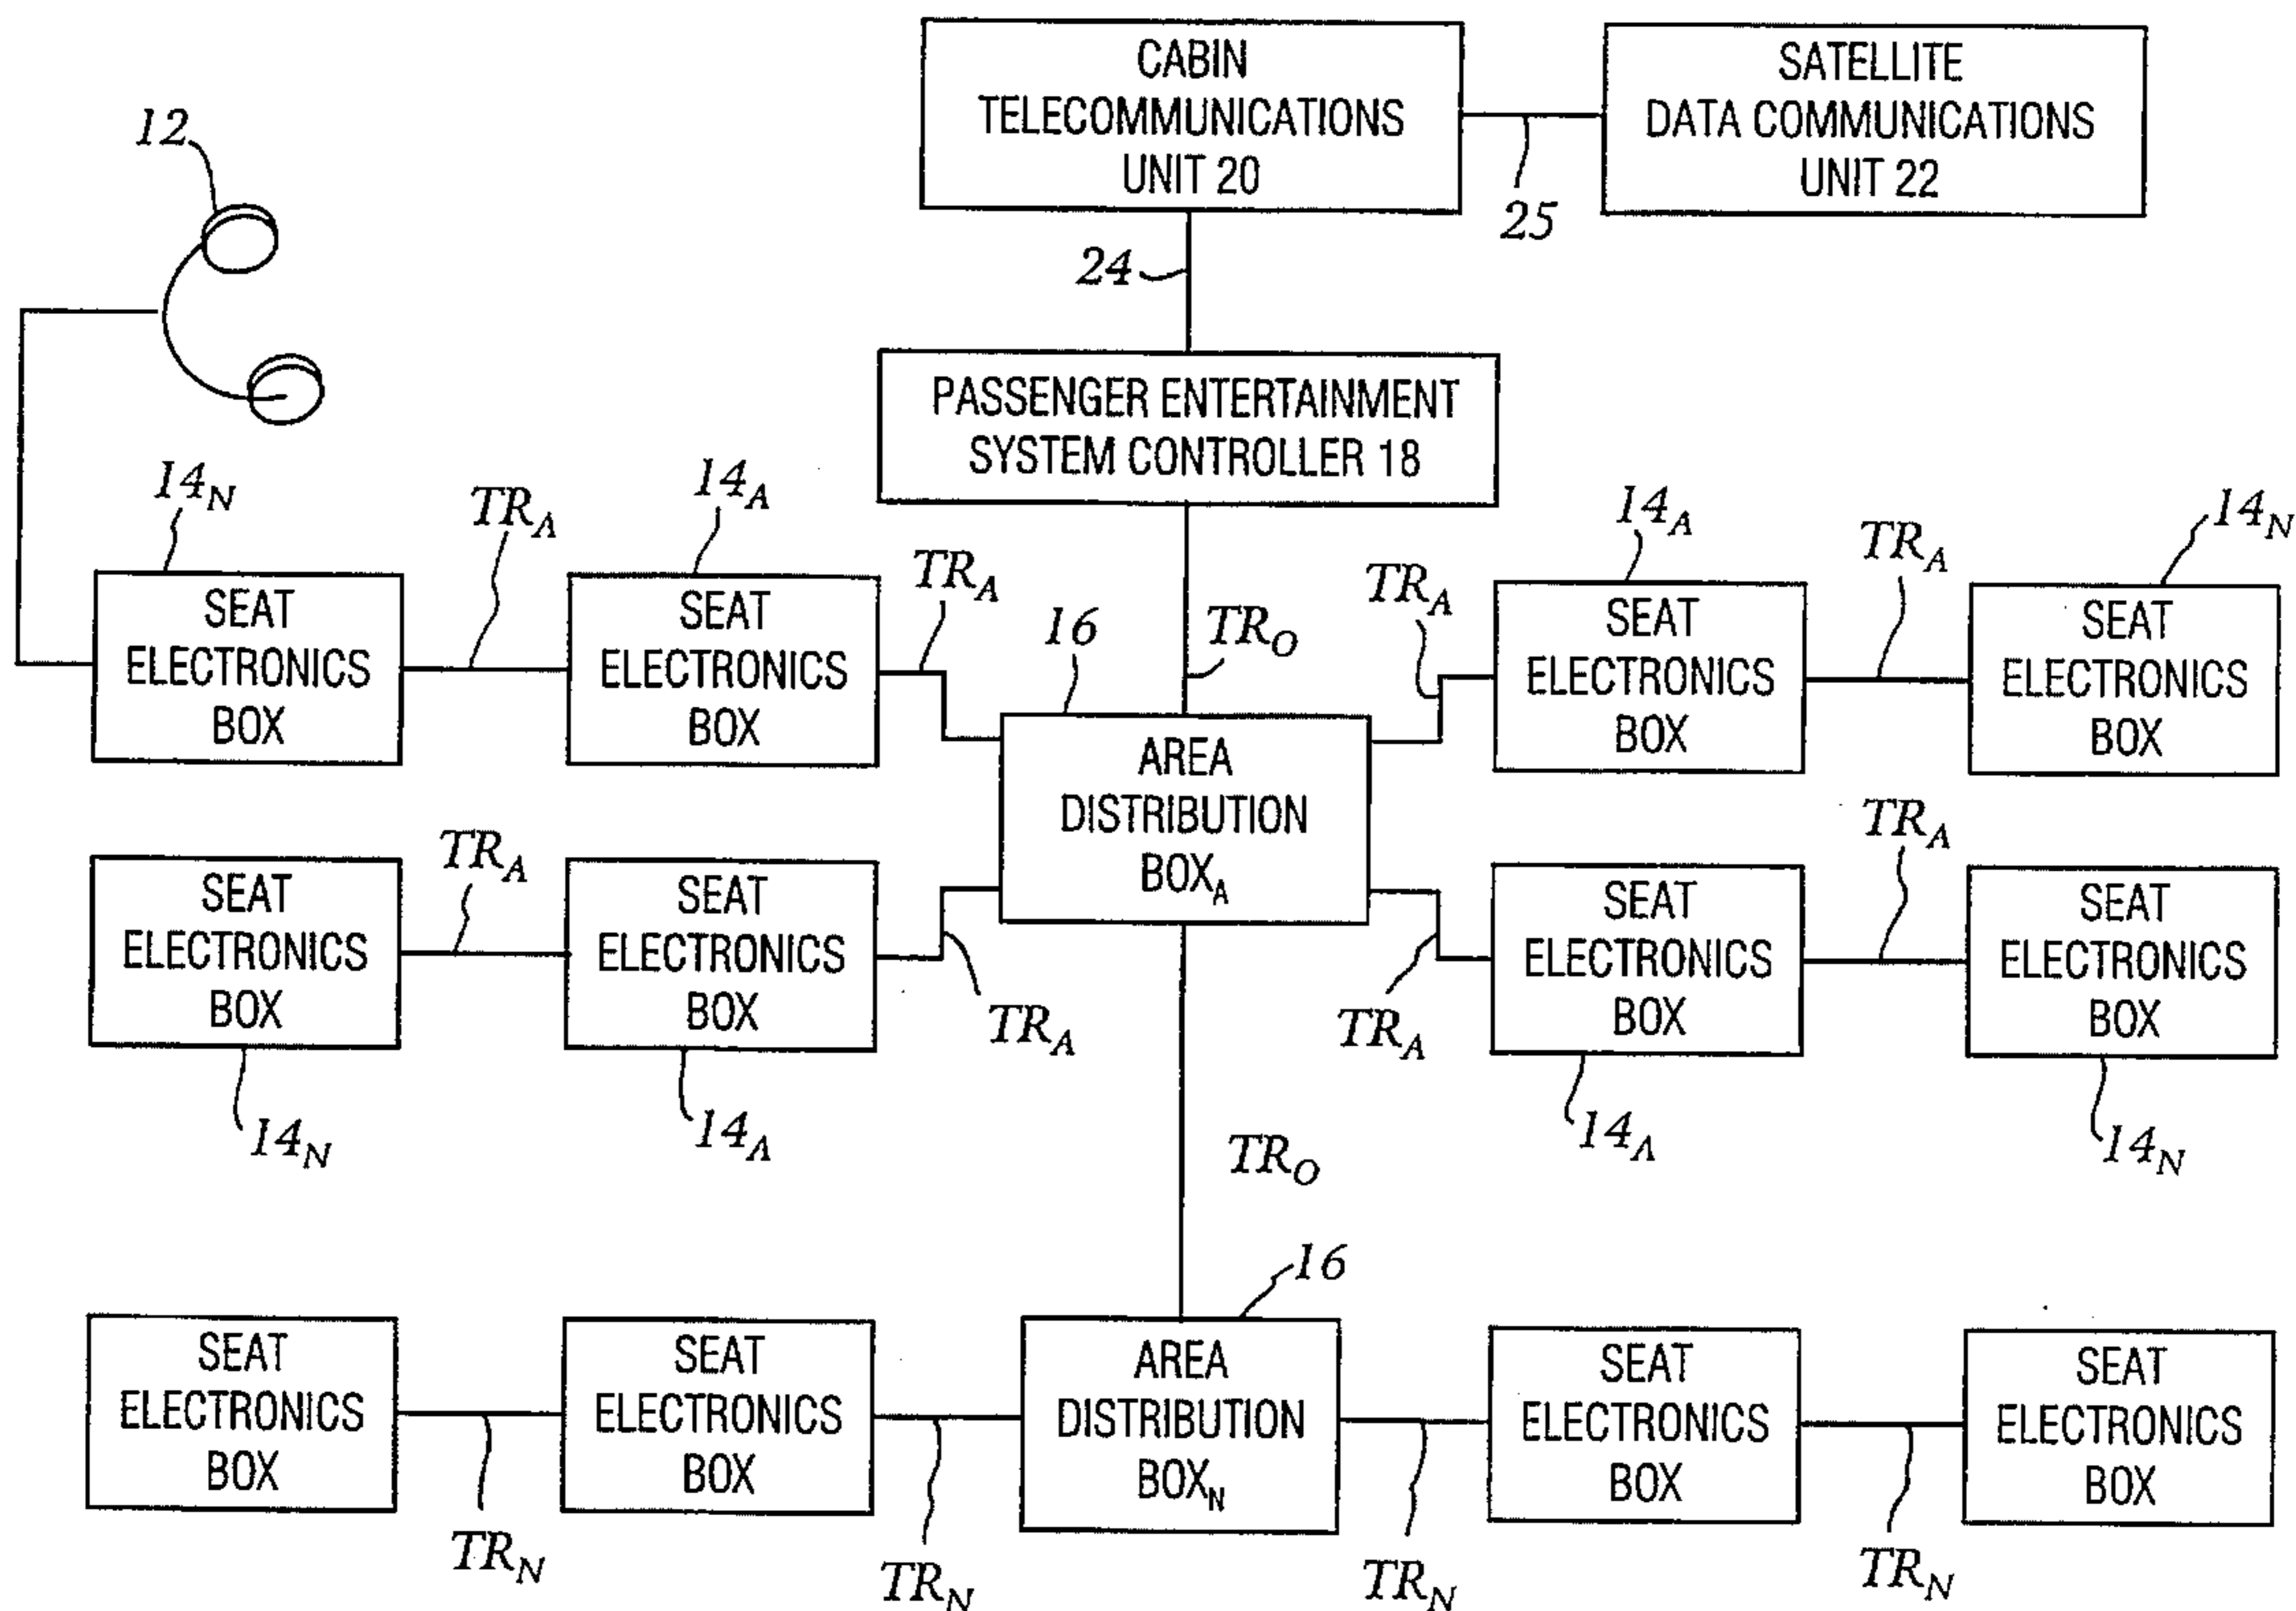 CABIN
TELECOMMUNICATIONS
UNIT 20
SATELLITE
DATA COMMUNICATIONS
UNIT 22
25
12
24
PASSENGER ENTERTAINMENT
SYSTEM CONTROLLER 18
14N
TRA
14A
TRA
16
TRO
TRA
14A
TRA
14N
SEAT
ELECTRONICS
BOX
SEAT
ELECTRONICS
BOX
AREA
DISTRIBUTION
BOXA
SEAT
ELECTRONICS
BOX
SEAT
ELECTRONICS
BOX
TRA
TRA
SEAT
ELECTRONICS
BOX
SEAT
ELECTRONICS
BOX
SEAT
ELECTRONICS
BOX
SEAT
ELECTRONICS
BOX
TRA
TRA
14N
14A
14A
14N
TRO
16
SEAT
ELECTRONICS
BOX
SEAT
ELECTRONICS
BOX
AREA
DISTRIBUTION
BOXN
SEAT
ELECTRONICS
BOX
SEAT
ELECTRONICS
BOX
TRN
TRN
TRN
TRN